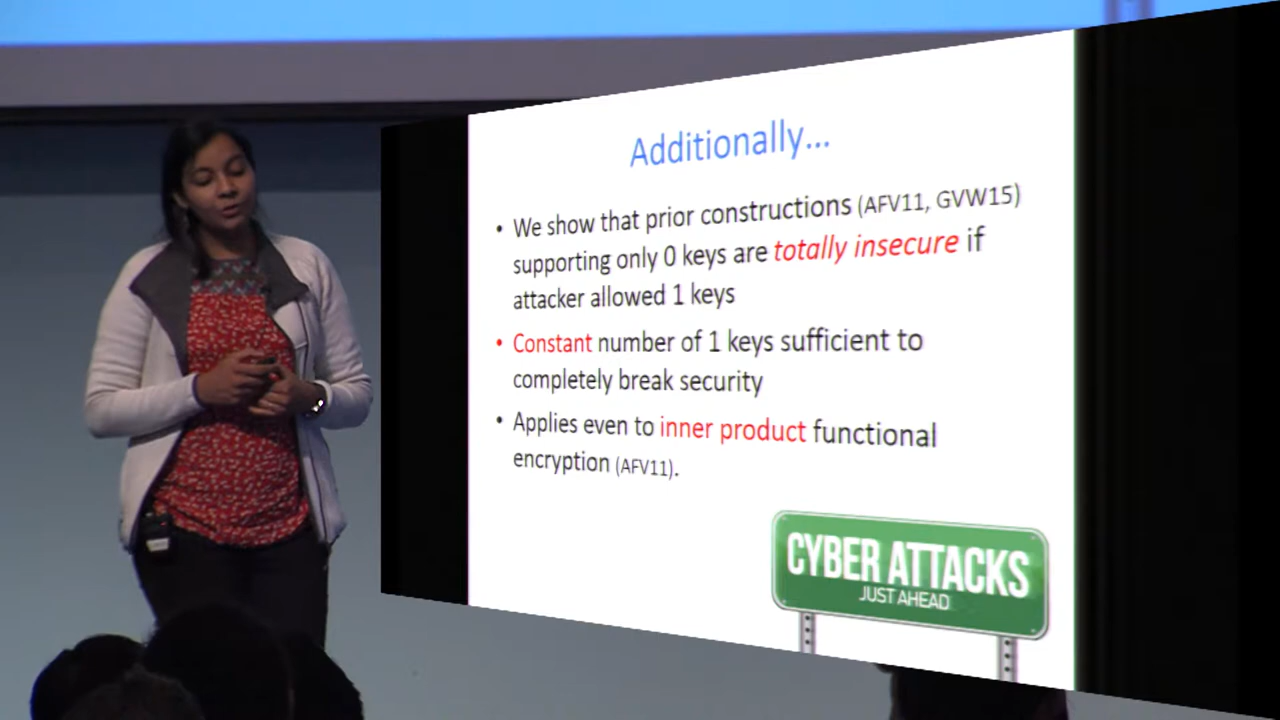 Additionally...
• We show that prior constructions (AFV11, GVW15)
supporting only 0 keys are totally insecure if
attacker allowed 1 keys
• Constant number of 1 keys sufficient to
completely break security
• Applies even to inner product functional
encryption (AFV11).
CYBER ATTACKS
JUST AHEAD